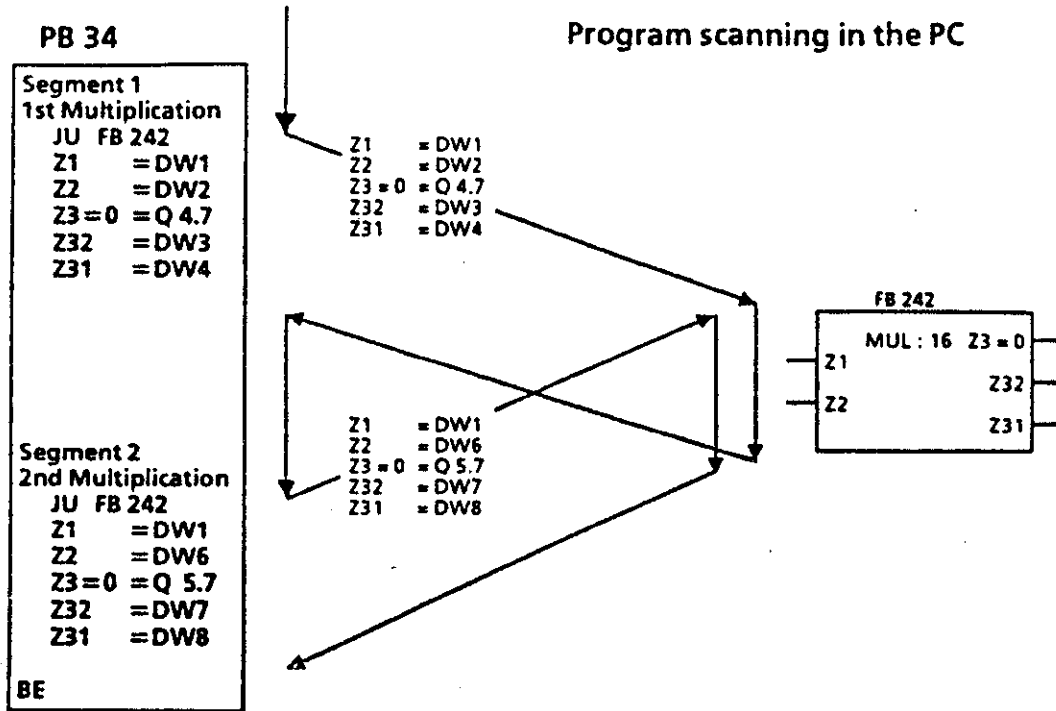 PB 34
Program scanning in the PC
Segment 1
1st Multiplication
JU FB 242
Z1 =DW1
Z2 =DW2
Z3=0 =Q 4.7
Z32 =DW3
Z31 =DW4
Segment 2
2nd Multiplication
JU FB 242
Z1 =DW1
Z2 =DW6
Z3=0 =Q 5.7
Z32 =DW7
Z31 =DW8
BE
Z1 = DW1
Z2 = DW2
Z3 = 0 = Q 4.7
Z32 = DW3
Z31 = DW4
Z1 = DW1
Z2 = DW6
Z3 = 0 = Q 5.7
Z32 = DW7
Z31 = DW8
FB 242
MUL : 16 Z3 = 0
Z1
Z32
Z2
Z31